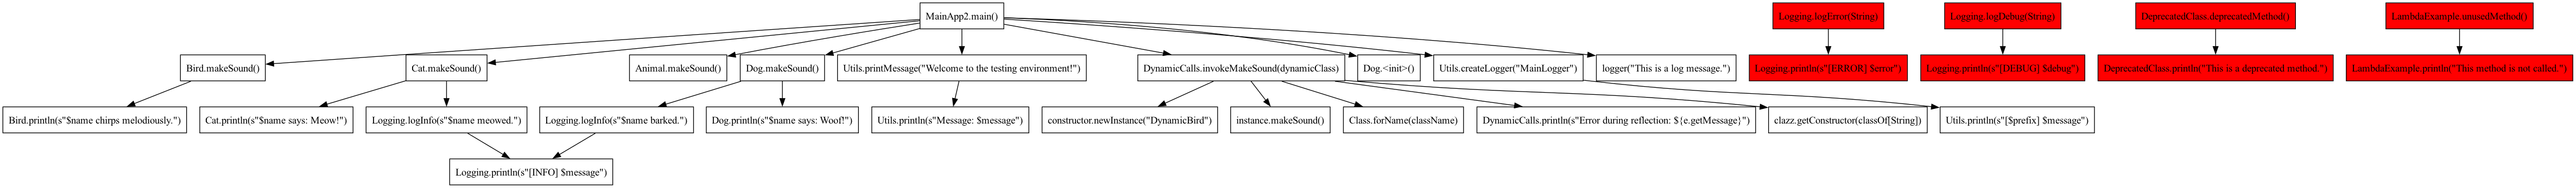 MainApp2.main()
Logging.logError(String)
Logging.logDebug(String)
DeprecatedClass.deprecatedMethod()
LambdaExample.unusedMethod()
Bird.makeSound()
Cat.makeSound()
Animal.makeSound()
Dog.makeSound()
Utils.printMessage("Welcome to the testing environment!")
DynamicCalls.invokeMakeSound(dynamicClass)
Dog.<init>()
Utils.createLogger("MainLogger")
logger("This is a log message.")
Logging.println(s"[ERROR] $error")
Logging.println(s"[DEBUG] $debug")
DeprecatedClass.println("This is a deprecated method.")
LambdaExample.println("This method is not called.")
Bird.println(s"$name chirps melodiously.")
Cat.println(s"$name says: Meow!")
Logging.logInfo(s"$name meowed.")
Logging.logInfo(s"$name barked.")
Dog.println(s"$name says: Woof!")
Utils.println(s"Message: $message")
constructor.newInstance("DynamicBird")
instance.makeSound()
Class.forName(className)
DynamicCalls.println(s"Error during reflection: ${e.getMessage}")
clazz.getConstructor(classOf[String])
Utils.println(s"[$prefix] $message")
Logging.println(s"[INFO] $message")